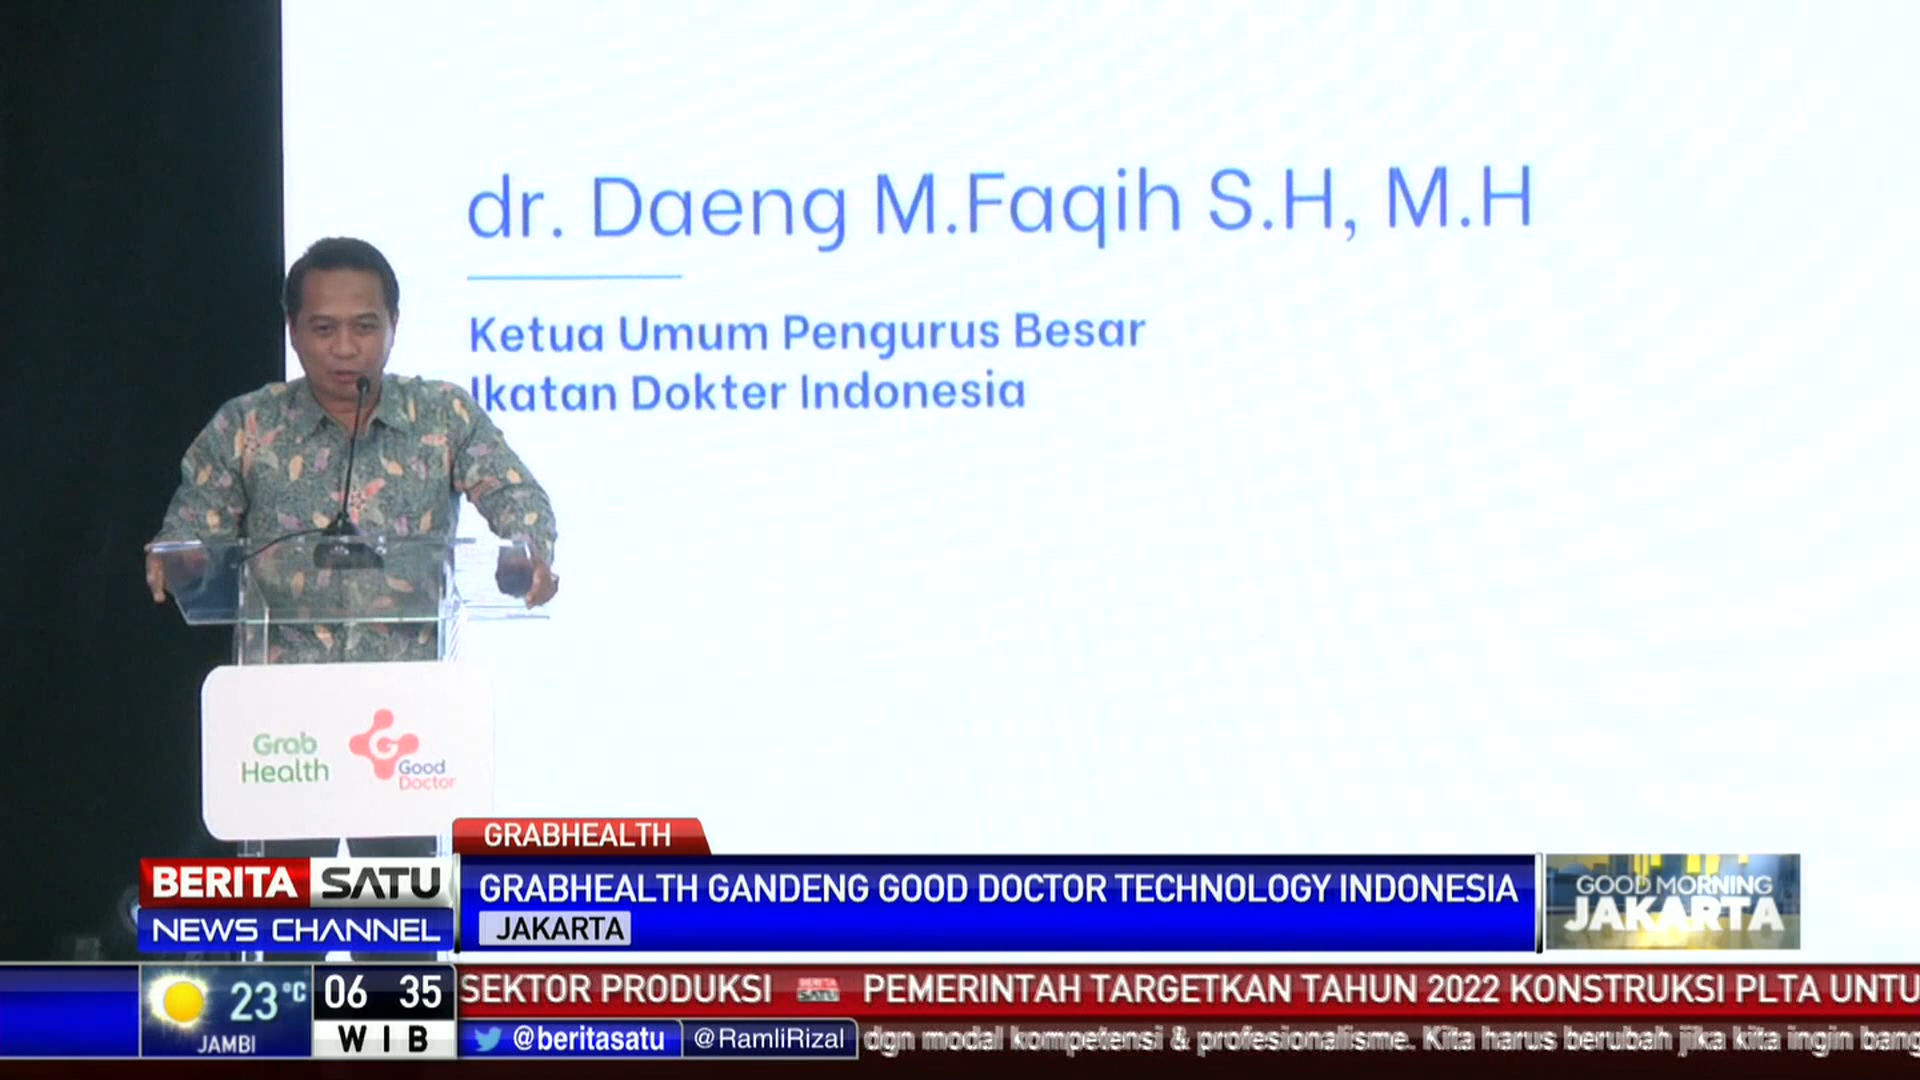 dr. Daeng M.Faqih S.H, M.H
Ketua Umum Pengurus Besar
Ikatan Dokter Indonesia
Grab
Health
G
Good
Doctor
GRABHEALTH
BERITA SATU
NEWS CHANNEL
GRABHEALTH GANDENG GOOD DOCTOR TECHNOLOGY INDONESIA
JAKARTA
GOOD MORNING
JAKARTA
23°C
JAMBI
06 35
WIB
SEKTOR PRODUKSI BERITA SATU PEMERINTAH TARGETKAN TAHUN 2022 KONSTRUKSI PLTA UNTU
@beritasatu @RamliRizal dgn modal kompetensi & profesionalisme. Kita harus berubah jika kita ingin bang